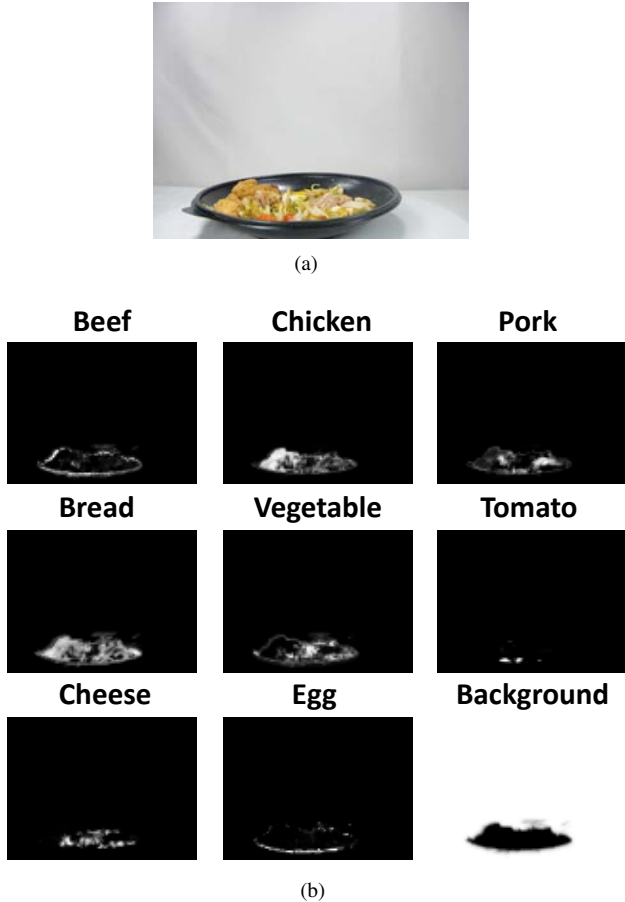 (a)
Beef Chicken Pork
Bread Vegetable Tomato
Cheese Egg Background
(b)